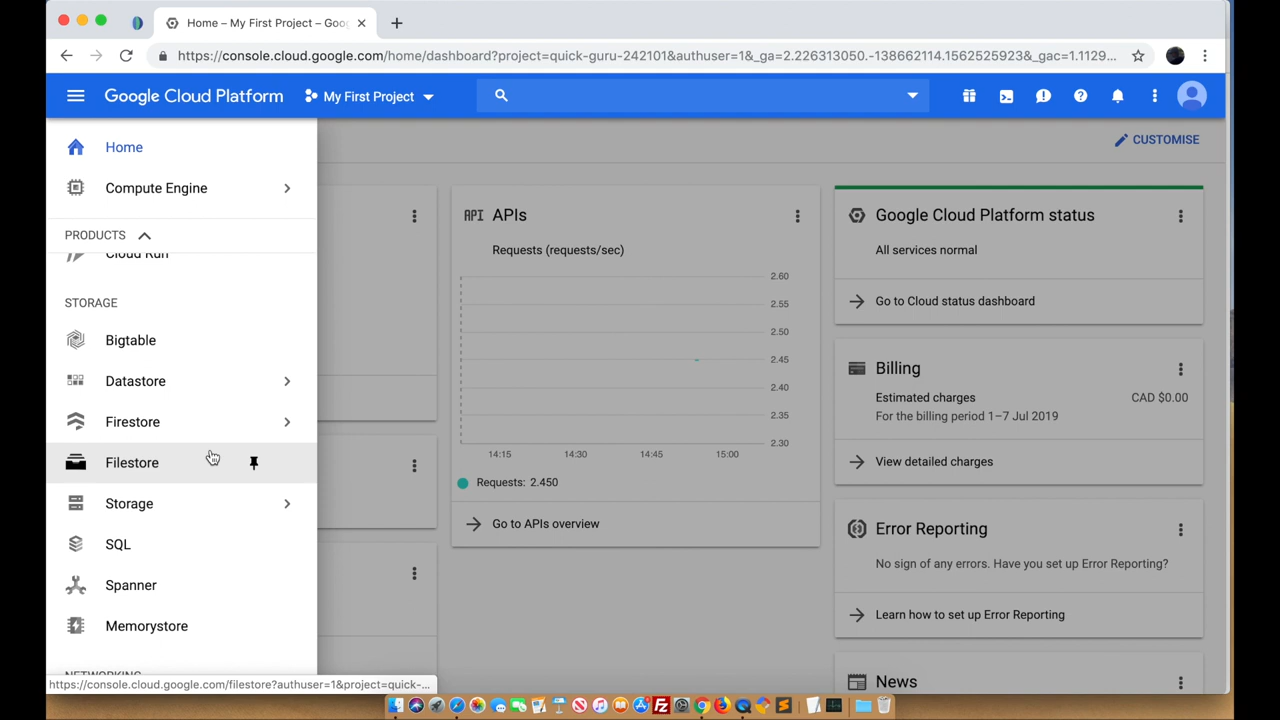 Home – My First Project – Goo
https://console.cloud.google.com/home/dashboard?project=quick-guru-242101&authuser=1&_ga=2.226313050.-138662114.1562525923&_gac=1.1129...
Google Cloud Platform
My First Project
CUSTOMISE
Home
Compute Engine
PRODUCTS
Cloud Run
STORAGE
Bigtable
Datastore
Firestore
Filestore
Storage
SQL
Spanner
Memorystore
NETWORKING
https://console.cloud.google.com/filestore?authuser=1&project=quick-...
API APIs
Requests (requests/sec)
2.60
2.55
2.50
2.45
2.40
2.35
2.30
14:15 14:30 14:45 15:00
Requests: 2.450
Go to APIs overview
Google Cloud Platform status
All services normal
Go to Cloud status dashboard
Billing
Estimated charges CAD $0.00
For the billing period 1–7 Jul 2019
View detailed charges
Error Reporting
No sign of any errors. Have you set up Error Reporting?
Learn how to set up Error Reporting
News